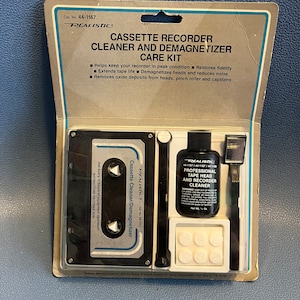 Cat. No. 44-1167
REALISTIC
CASSETTE RECORDER
CLEANER AND DEMAGNETIZER
CARE KIT
■ Helps keep your recorder in peak condition ■ Restores fidelity
■ Extends tape life ■ Demagnetizes heads and reduces noise
■ Removes oxide deposits from heads, pinch roller and capstans
REALISTIC
Cassette Cleaner/Demagnetizer
REALISTIC
PROFESSIONAL
TAPE HEAD
AND RECORDER
CLEANER